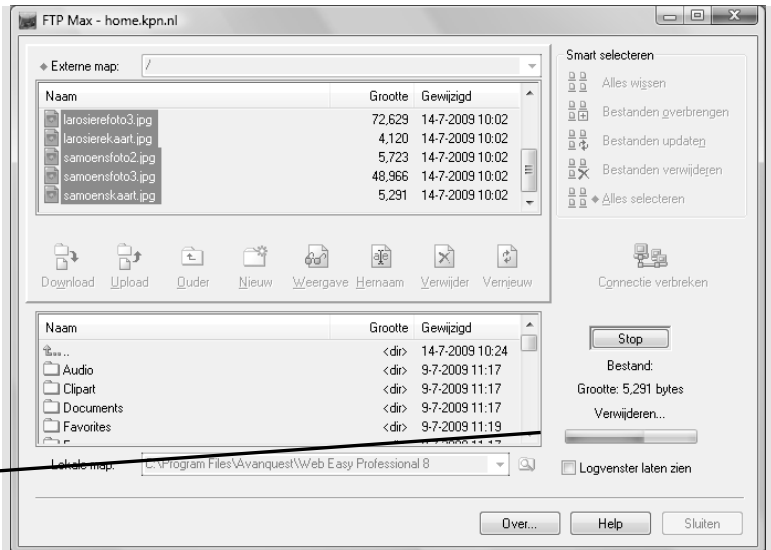 FTP Max - home.kpn.nl
Externe map: /
Naam Grootte Gewijzigd
larosierefoto3.jpg 72,629 14-7-2009 10:02
larosierekaart.jpg 4,120 14-7-2009 10:02
samoensfoto2.jpg 5,723 14-7-2009 10:02
samoensfoto3.jpg 48,966 14-7-2009 10:02
samoenskaart.jpg 5,291 14-7-2009 10:02
Smart selecteren
Alles wissen
Bestanden overbrengen
Bestanden updaten
Bestanden verwijderen
Alles selecteren
Download Upload Ouder Nieuw Weergave Hernaam Verwijder Vernieuw
Connectie verbreken
Naam Grootte Gewijzigd
.. <dir> 14-7-2009 10:24
Audio <dir> 9-7-2009 11:17
Clipart <dir> 9-7-2009 11:17
Documents <dir> 9-7-2009 11:17
Favorites <dir> 9-7-2009 11:19
Stop
Bestand:
Grootte: 5,291 bytes
Verwijderen...
Lokale map: C:\Program Files\Avanquest\Web Easy Professional 8
Logvenster laten zien
Over... Help Sluiten